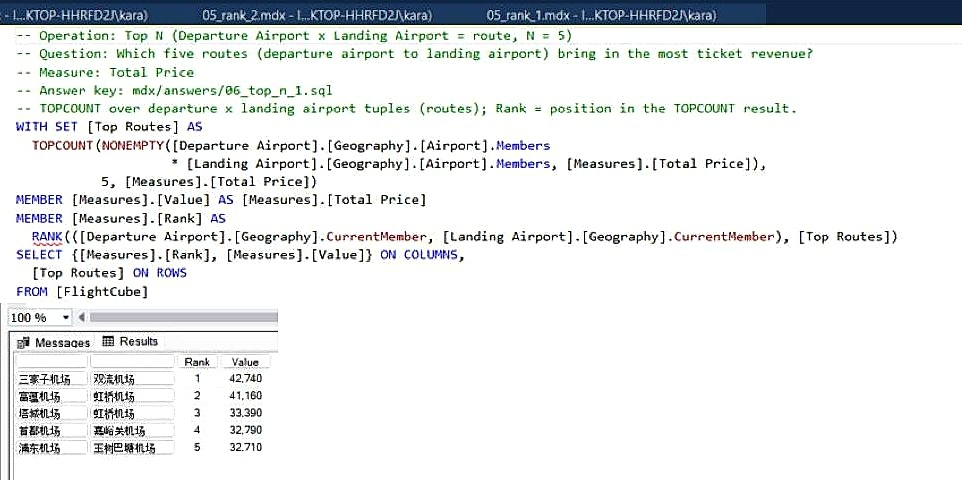 - I...KTOP-HHRFD2J\kara) 05_rank_2.mdx - I...KTOP-HHRFD2J\kara) 05_rank_1.mdx - I...KTOP-HHRFD2J\kara)
-- Operation: Top N (Departure Airport x Landing Airport = route, N = 5)
-- Question: Which five routes (departure airport to landing airport) bring in the most ticket revenue?
-- Measure: Total Price
-- Answer key: mdx/answers/06_top_n_1.sql
-- TOPCOUNT over departure x landing airport tuples (routes); Rank = position in the TOPCOUNT result.
WITH SET [Top Routes] AS
TOPCOUNT(NONEMPTY([Departure Airport].[Geography].[Airport].Members
* [Landing Airport].[Geography].[Airport].Members, [Measures].[Total Price]),
5, [Measures].[Total Price])
MEMBER [Measures].[Value] AS [Measures].[Total Price]
MEMBER [Measures].[Rank] AS
RANK(([Departure Airport].[Geography].CurrentMember, [Landing Airport].[Geography].CurrentMember), [Top Routes])
SELECT {[Measures].[Rank], [Measures].[Value]} ON COLUMNS,
[Top Routes] ON ROWS
FROM [FlightCube]
100 %
Messages Results
Rank Value
三家子机场 双流机场 1 42,740
富蕴机场 虹桥机场 2 41,160
塔城机场 虹桥机场 3 33,390
首都机场 嘉峪关机场 4 32,790
浦东机场 玉树巴塘机场 5 32,710